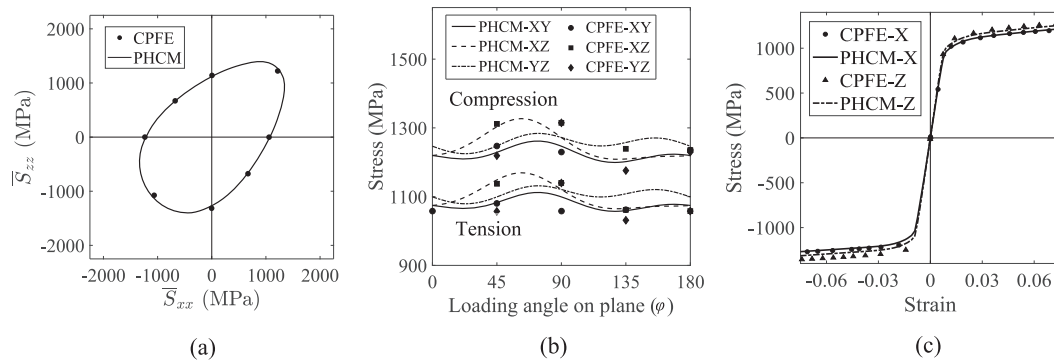 2000
1000
0
-1000
-2000
-2000 -1000 0 1000 2000
S̅zz (MPa)
S̅xx (MPa)
CPFE
PHCM
(a)
1500
1300
1100
900
0 45 90 135 180
Stress (MPa)
Loading angle on plane (φ)
PHCM-XY CPFE-XY
PHCM-XZ CPFE-XZ
PHCM-YZ CPFE-YZ
Compression
Tension
(b)
1000
500
0
-500
-1000
-0.06 -0.03 0 0.03 0.06
Stress (MPa)
Strain
CPFE-X
PHCM-X
CPFE-Z
PHCM-Z
(c)